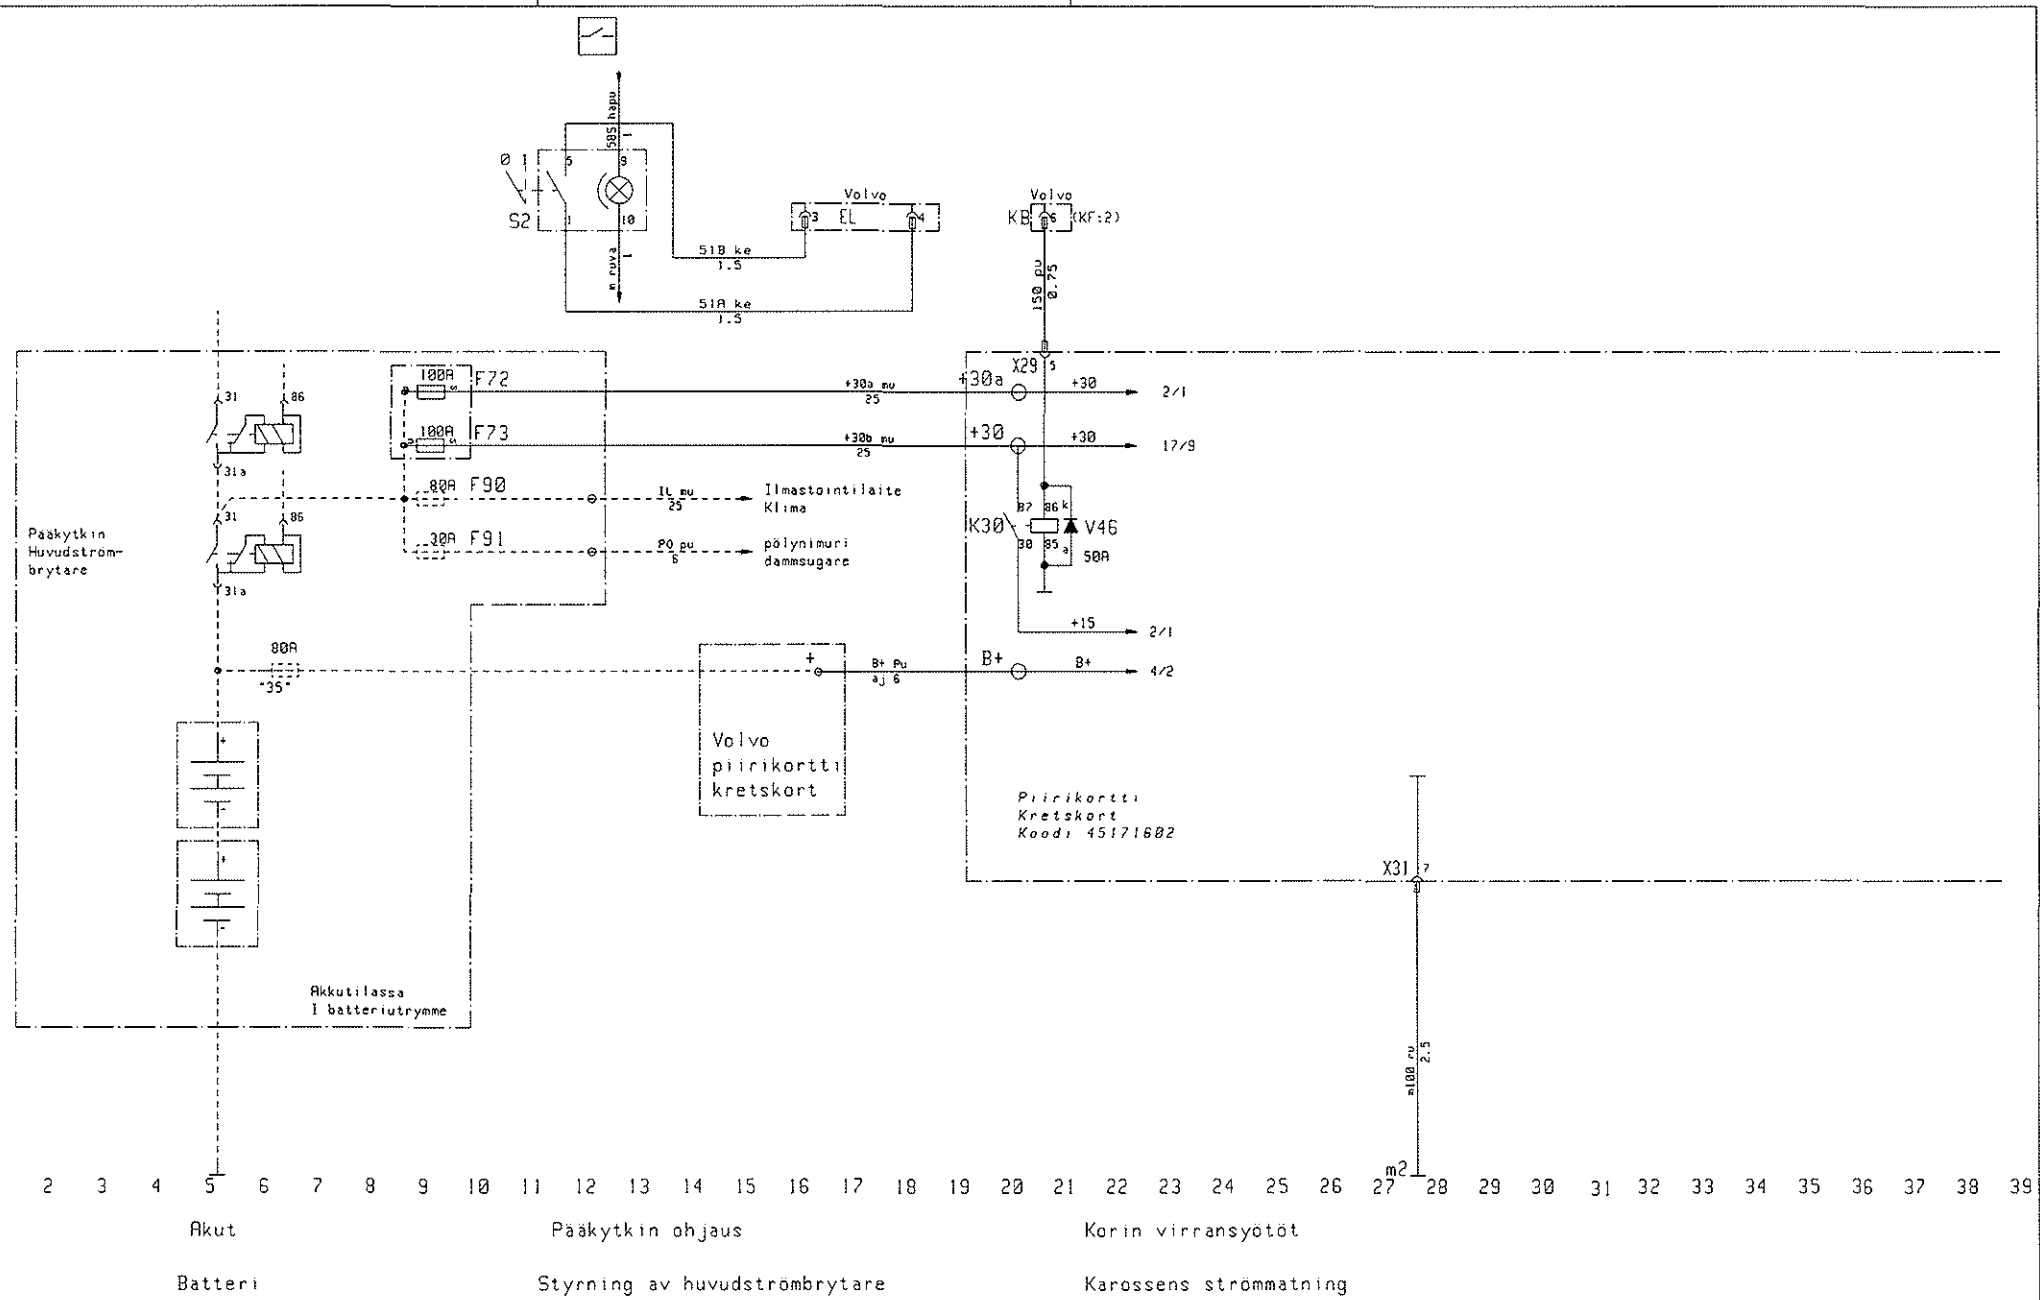 585 hapu
1
0 1
5
9
S2
1
10
m ruva
1
Volvo
3
EL
4
Volvo
KB
6
(KF:2)
51B ke
1.5
51A ke
1.5
150 pu
0.75
X29
5
31
86
100A
F72
+30a mu
25
+30a
+30
2/1
100A
F73
+30b mu
25
+30
+30
17/9
31a
80A
F90
IL mu
25
Ilmastointilaite
Klima
31
86
Pääkytkin
Huvudström-
brytare
30A
F91
PO pu
6
pölynimuri
dammsugare
31a
K30
87
86
k
V46
30
85
a
50A
+15
2/1
80A
"35"
+
B+ Pu
aj 6
B+
B+
4/2
Volvo
piirikortti
kretskort
+
-
+
-
Piirikortti
Kretskort
Koodi 45171602
X31
7
Akkutilassa
I batteriutrymme
m100 ru
2.5
m2
2 3 4 5 6 7 8 9 10 11 12 13 14 15 16 17 18 19 20 21 22 23 24 25 26 27 28 29 30 31 32 33 34 35 36 37 38 39
Akut
Pääkytkin ohjaus
Korin virransyötöt
Batteri
Styrning av huvudströmbrytare
Karossens strömmatning